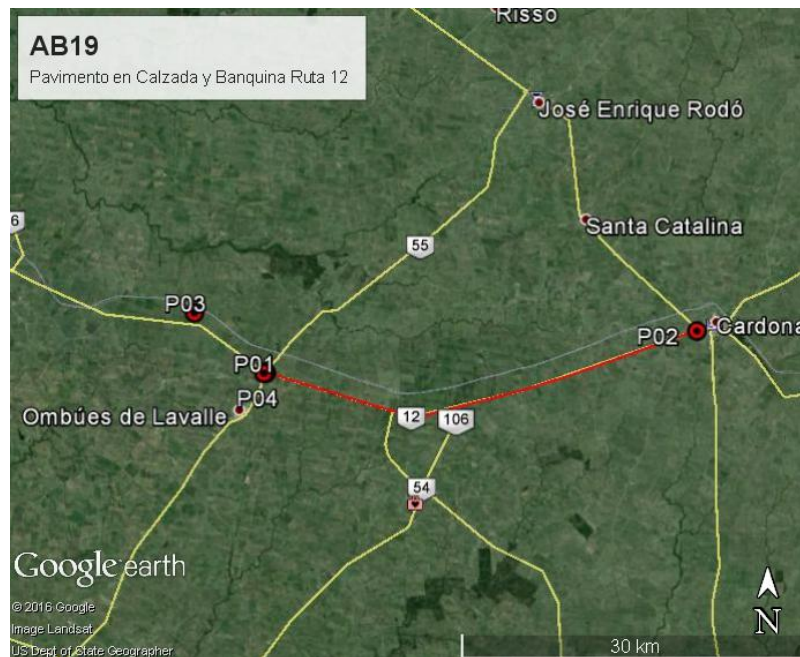 AB19
Pavimento en Calzada y Banquina Ruta 12
Risso
José Enrique Rodó
6
55
Santa Catalina
P03
P02
Cardona
P01
P04
Ombúes de Lavalle
12
106
54
Google earth
© 2016 Google
Image Landsat
US Dept of State Geographer
N
30 km